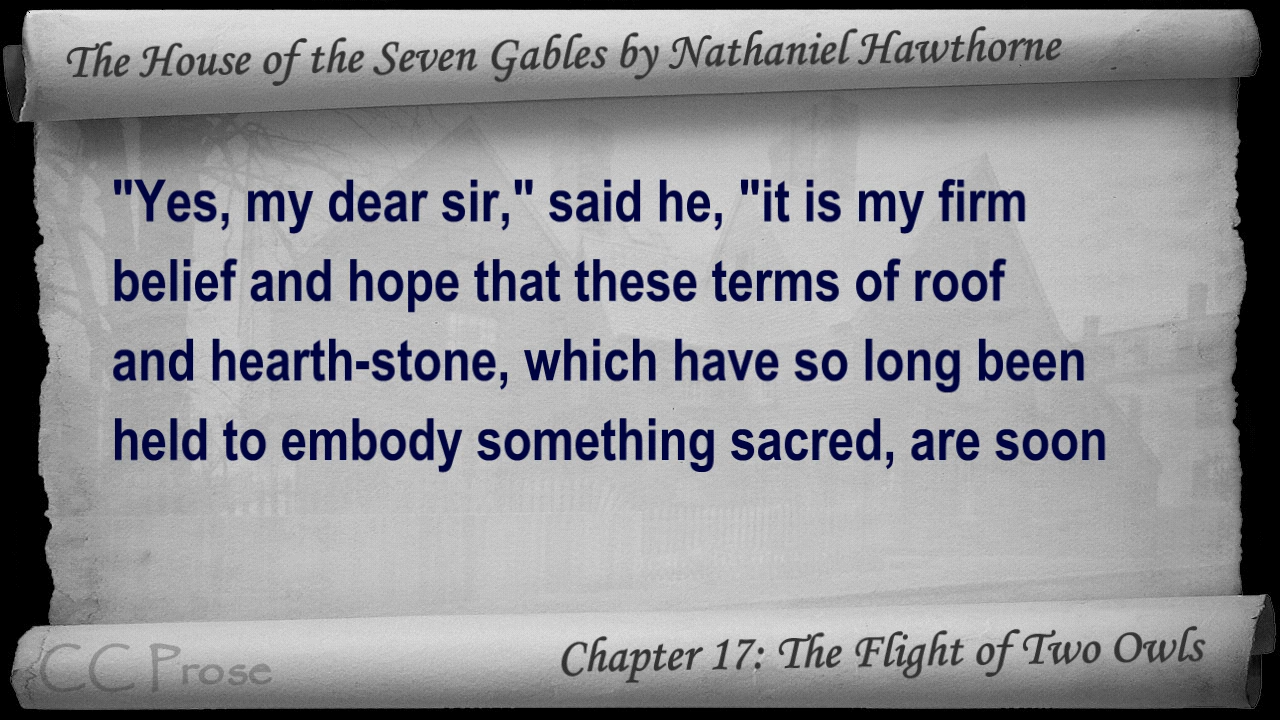 The House of the Seven Gables by Nathaniel Hawthorne
"Yes, my dear sir," said he, "it is my firm
belief and hope that these terms of roof
and hearth-stone, which have so long been
held to embody something sacred, are soon
CC Prose
Chapter 17: The Flight of Two Owls